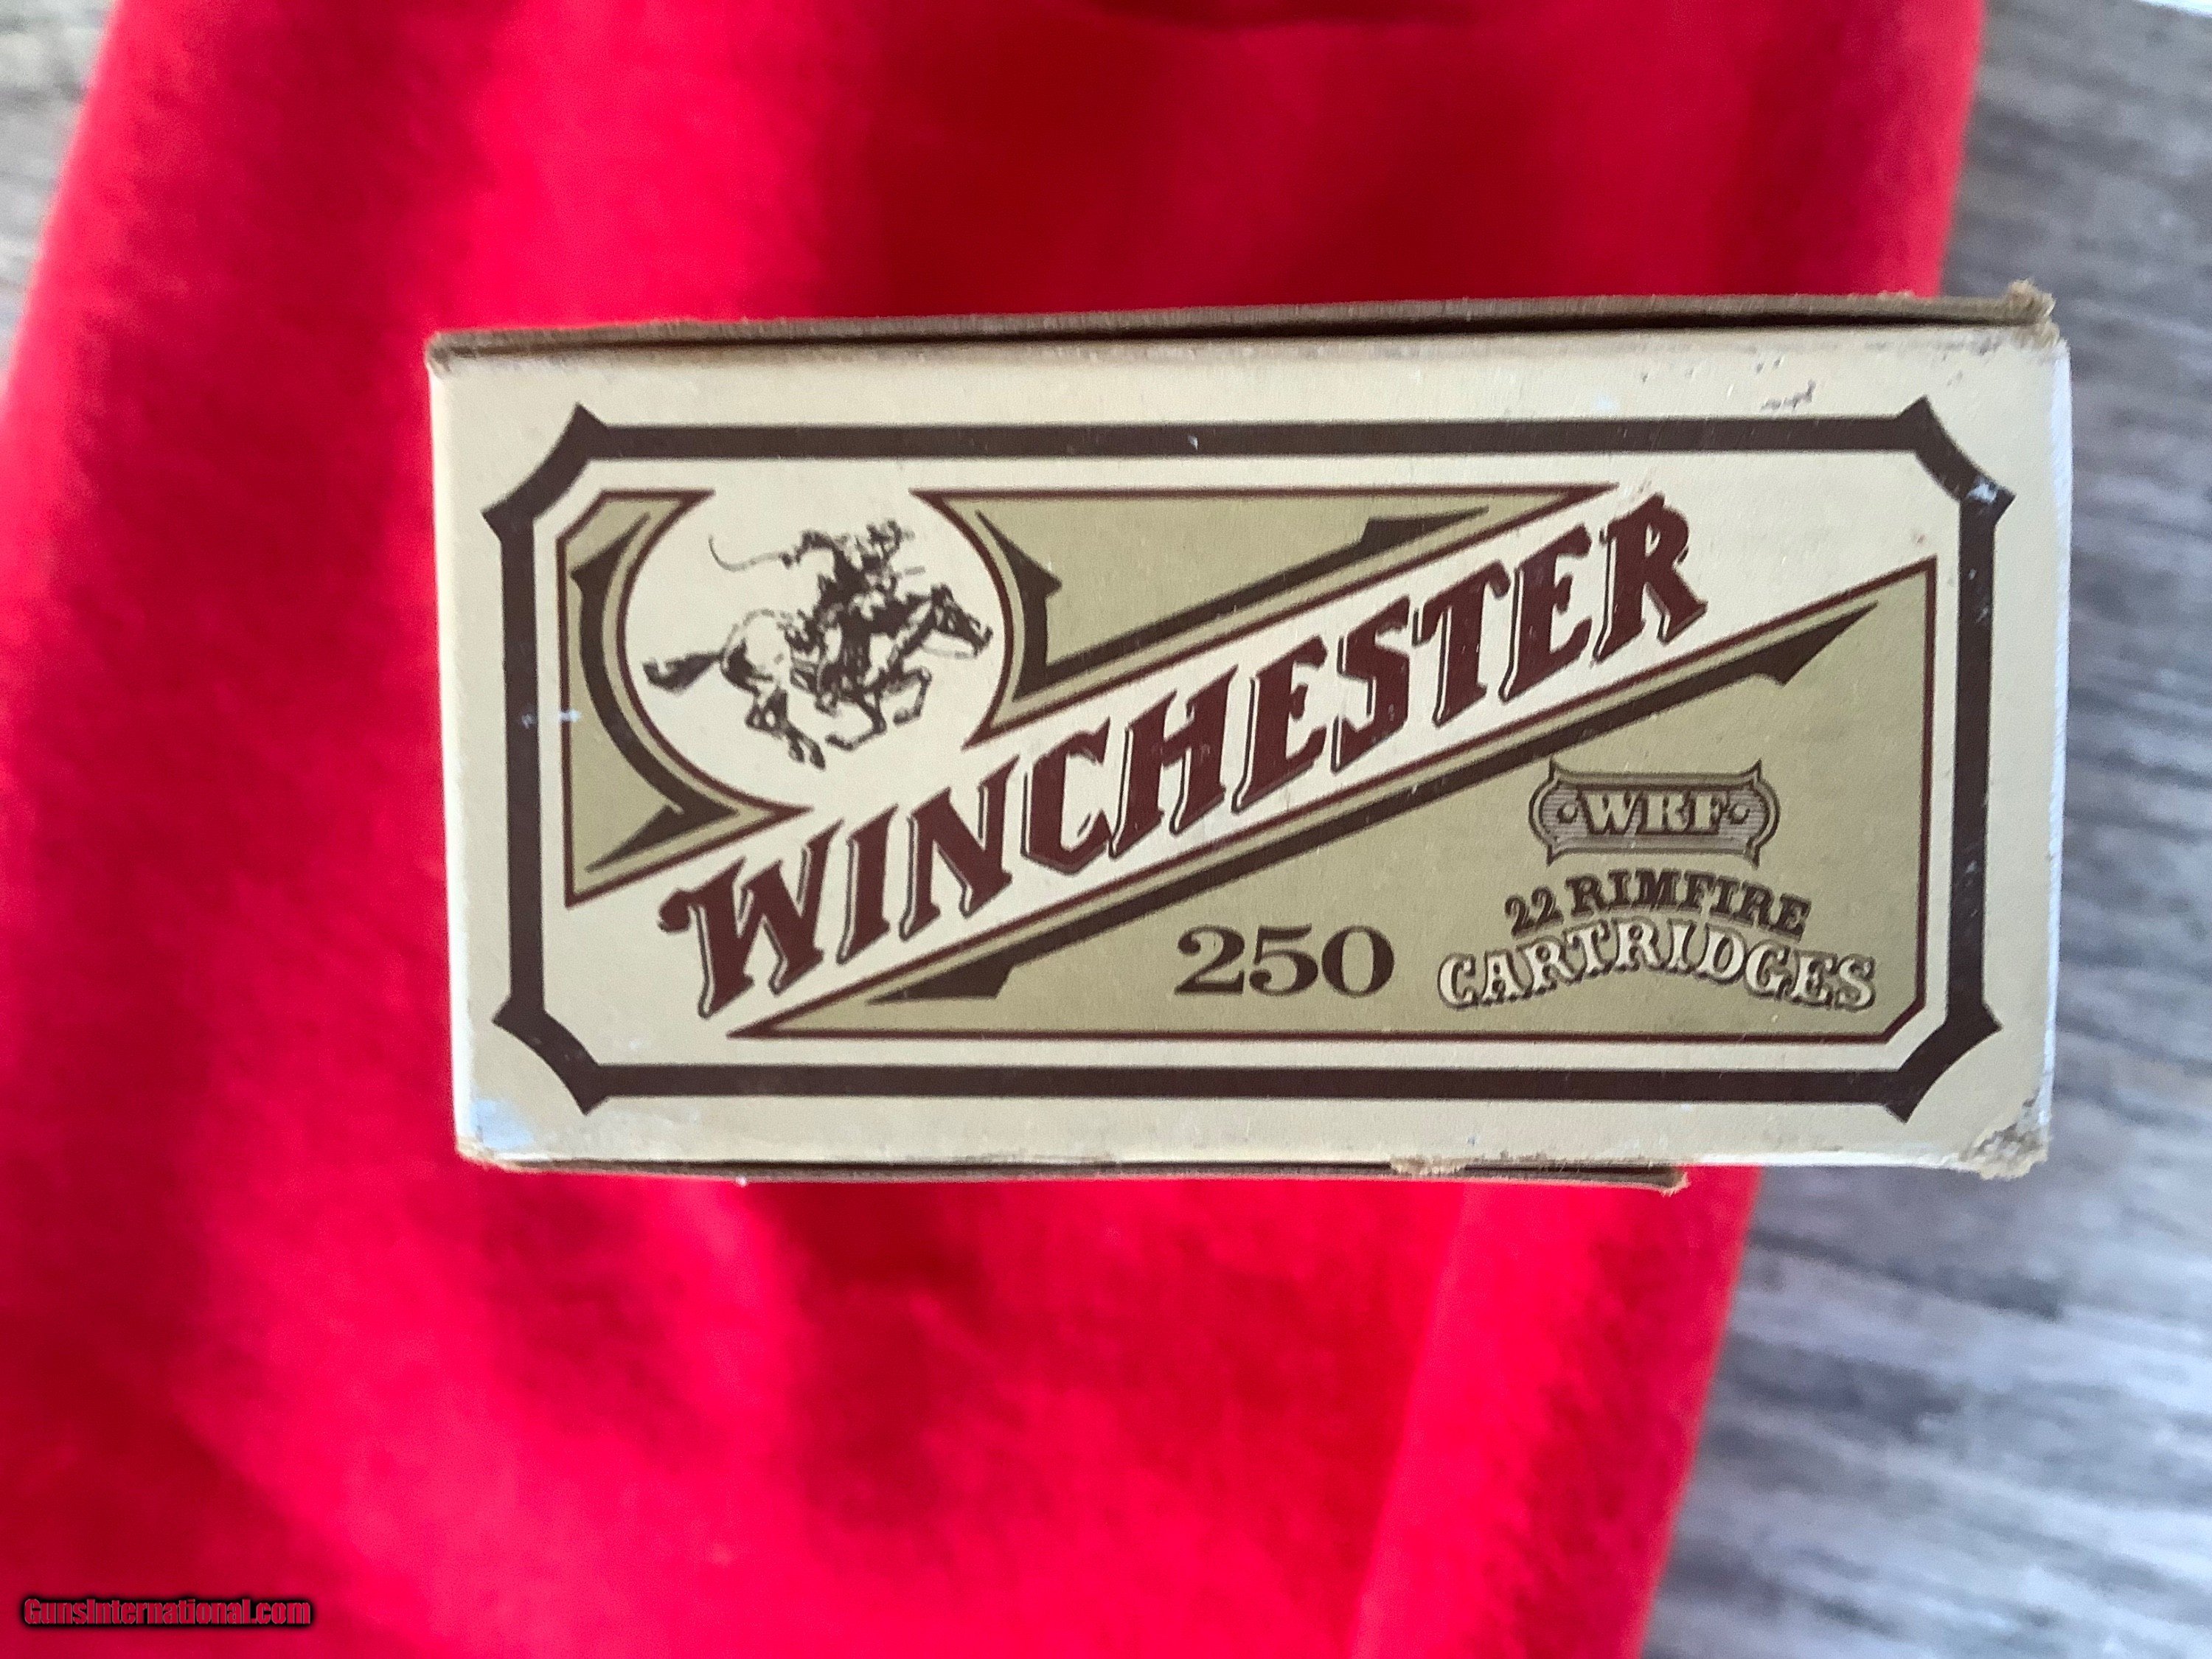 WINCHESTER
·WRF·
22 RIMFIRE
250
CARTRIDGES
GunsInternational.com